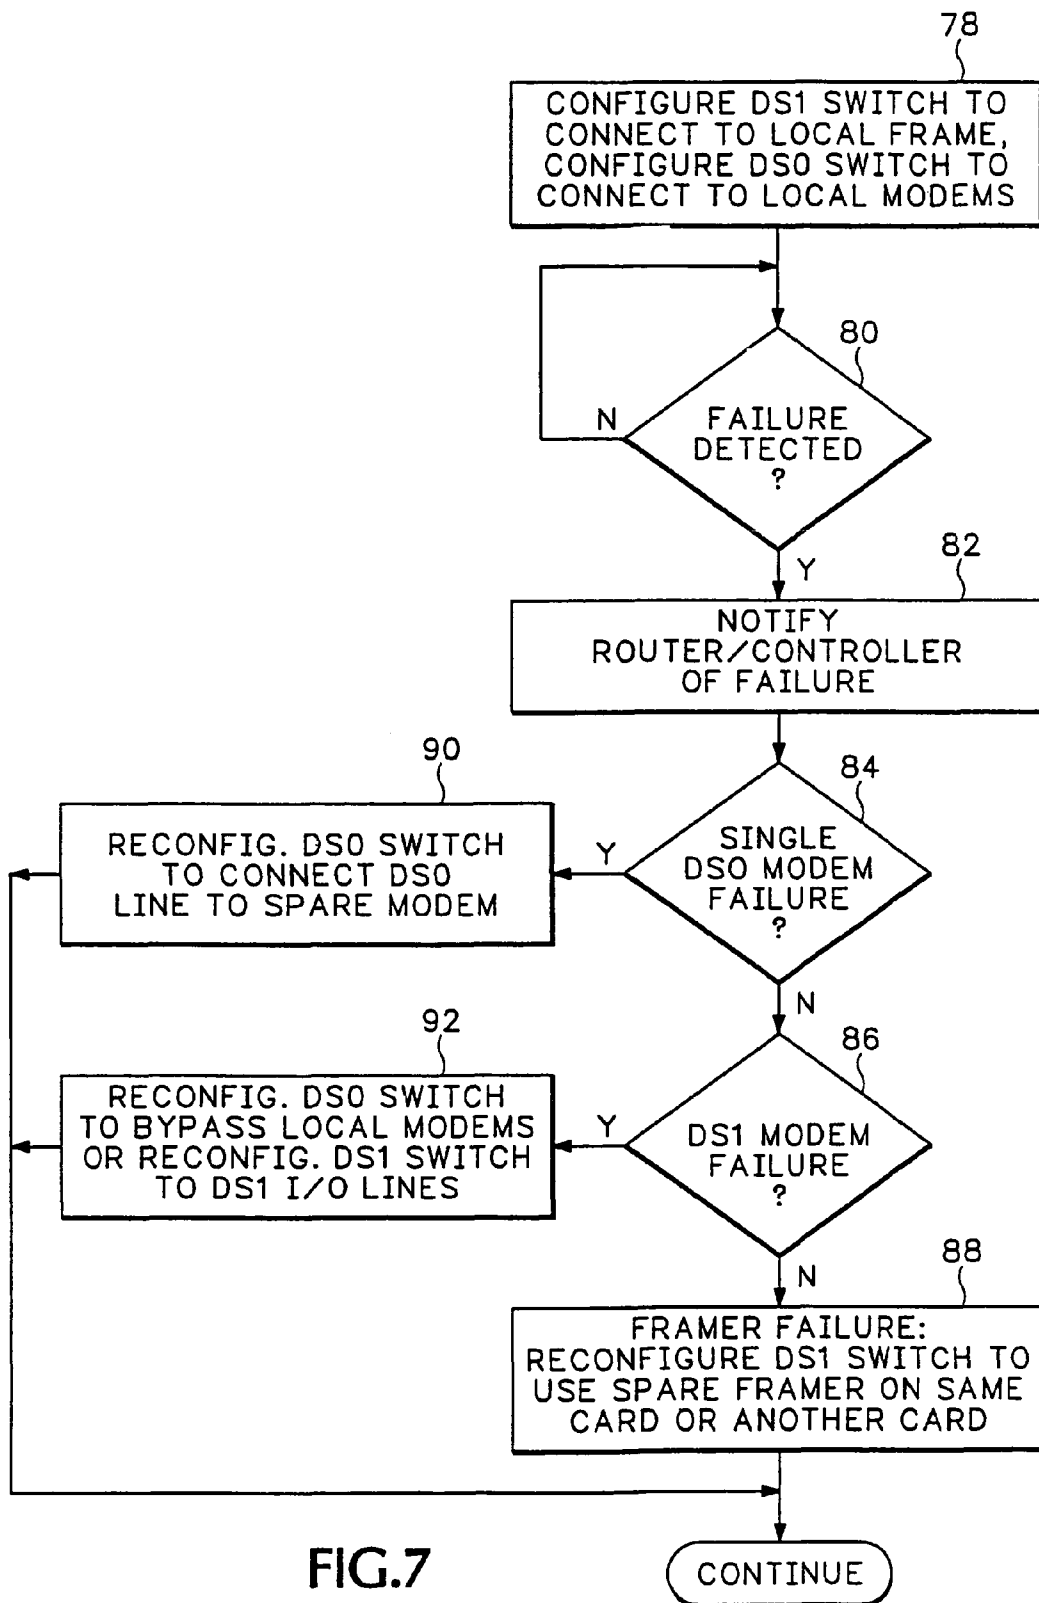 78
CONFIGURE DS1 SWITCH TO
CONNECT TO LOCAL FRAME,
CONFIGURE DS0 SWITCH TO
CONNECT TO LOCAL MODEMS
80
N
FAILURE
DETECTED
?
Y
82
NOTIFY
ROUTER/CONTROLLER
OF FAILURE
90
84
RECONFIG. DS0 SWITCH
TO CONNECT DS0
LINE TO SPARE MODEM
Y
SINGLE
DS0 MODEM
FAILURE
?
N
92
86
RECONFIG. DS0 SWITCH
TO BYPASS LOCAL MODEMS
OR RECONFIG. DS1 SWITCH
TO DS1 I/O LINES
Y
DS1 MODEM
FAILURE
?
N
88
FRAMER FAILURE:
RECONFIGURE DS1 SWITCH TO
USE SPARE FRAMER ON SAME
CARD OR ANOTHER CARD
CONTINUE
FIG.7